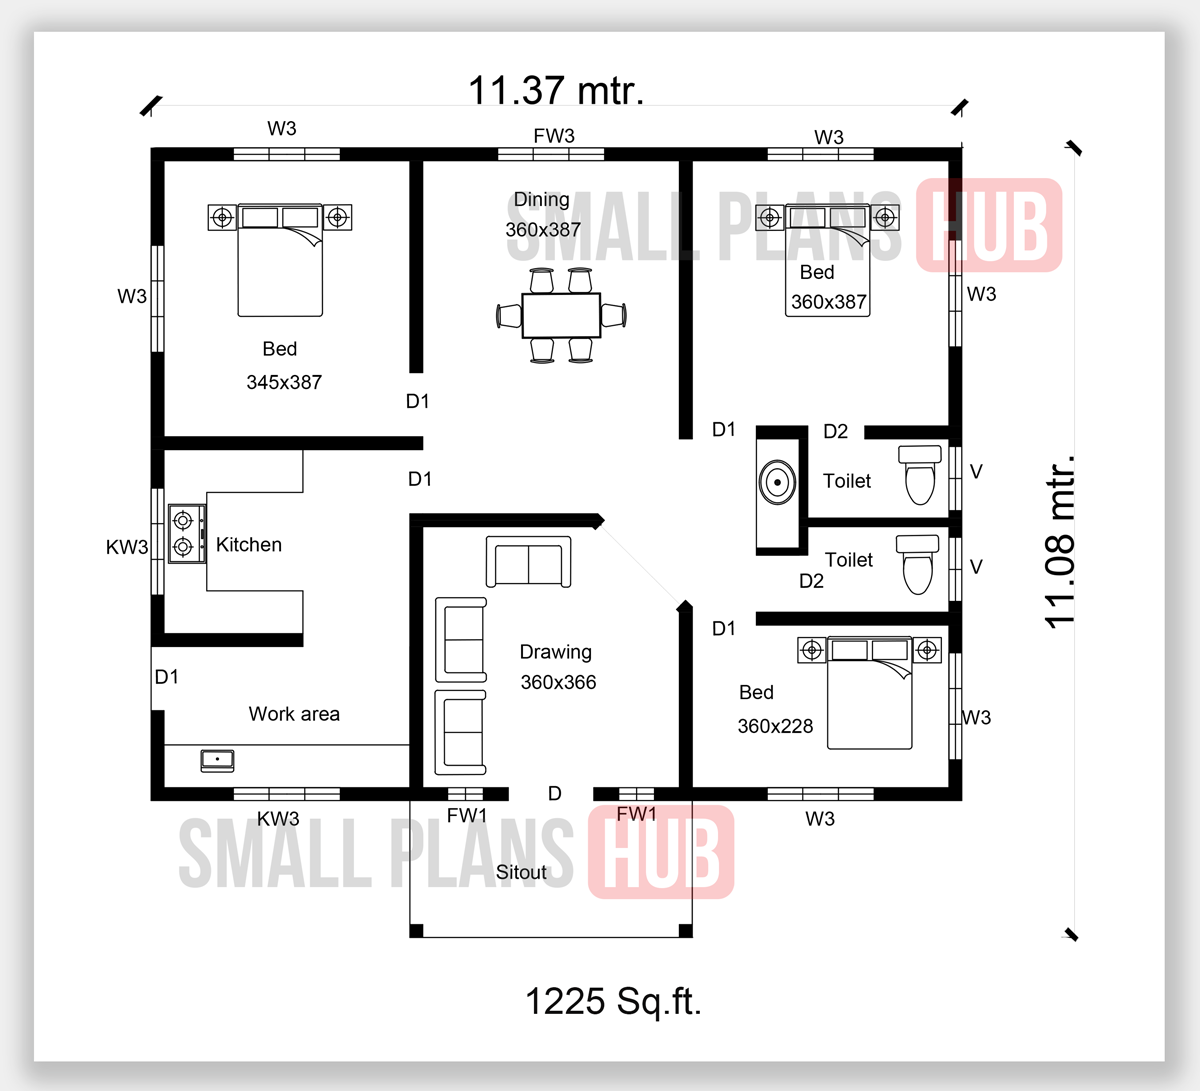 11.37 mtr.
W3
FW3
W3
SMALL PLANS HUB
Dining
360x387
Bed
360x387
W3
W3
Bed
345x387
D1
D1
D2
D1
Toilet
V
KW3
Kitchen
11.08 mtr.
Toilet
V
D2
D1
D1
Drawing
360x366
Bed
360x228
W3
Work area
D
KW3
FW1
FW1
W3
SMALL PLANS HUB
Sitout
1225 Sq.ft.